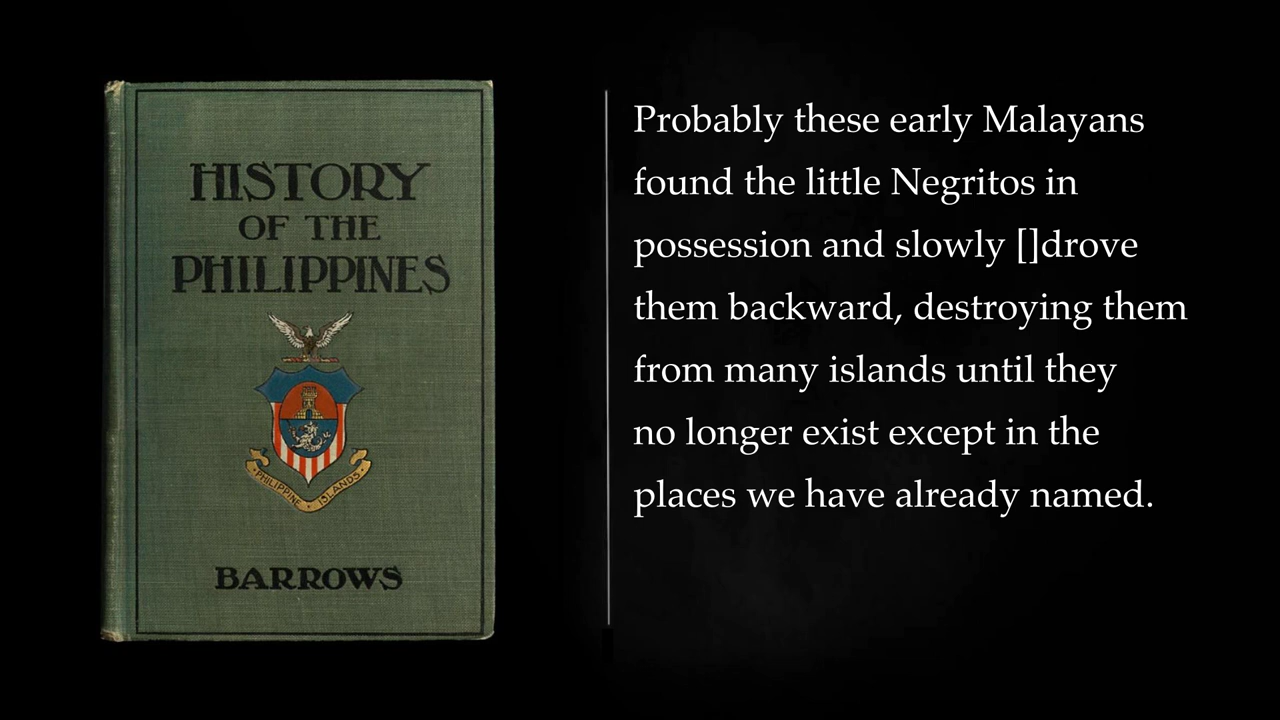 HISTORY
OF THE
PHILIPPINES
PHILIPPINE ISLANDS
BARROWS
Probably these early Malayans
found the little Negritos in
possession and slowly []drove
them backward, destroying them
from many islands until they
no longer exist except in the
places we have already named.